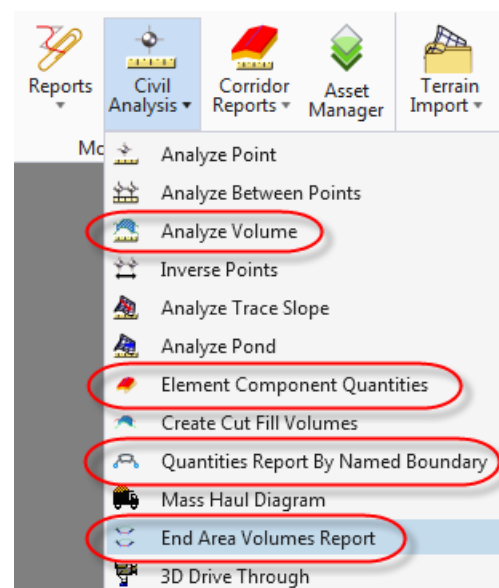 Reports
Civil
Analysis
Corridor
Reports
Asset
Manager
Terrain
Import
Analyze Point
Analyze Between Points
Analyze Volume
Inverse Points
Analyze Trace Slope
Analyze Pond
Element Component Quantities
Create Cut Fill Volumes
Quantities Report By Named Boundary
Mass Haul Diagram
End Area Volumes Report
3D Drive Through